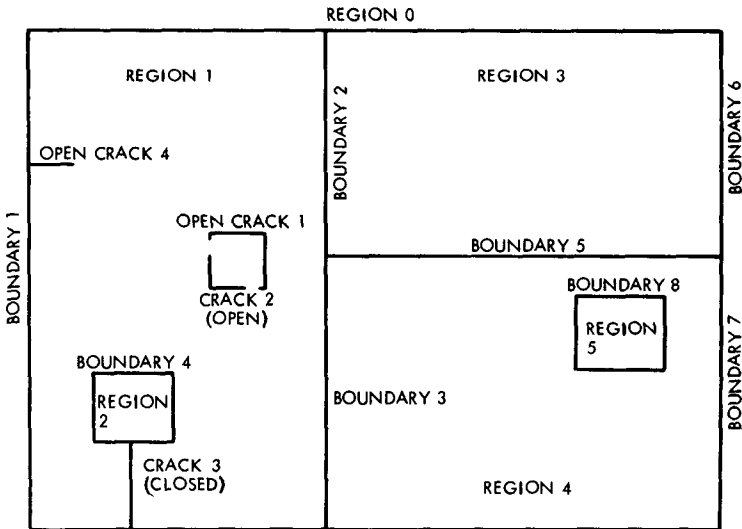 REGION 0
REGION 1
REGION 3
BOUNDARY 2
BOUNDARY 6
OPEN CRACK 4
BOUNDARY 1
OPEN CRACK 1
BOUNDARY 5
CRACK 2
(OPEN)
BOUNDARY 8
REGION
5
BOUNDARY 7
BOUNDARY 4
REGION
2
BOUNDARY 3
CRACK 3
(CLOSED)
REGION 4